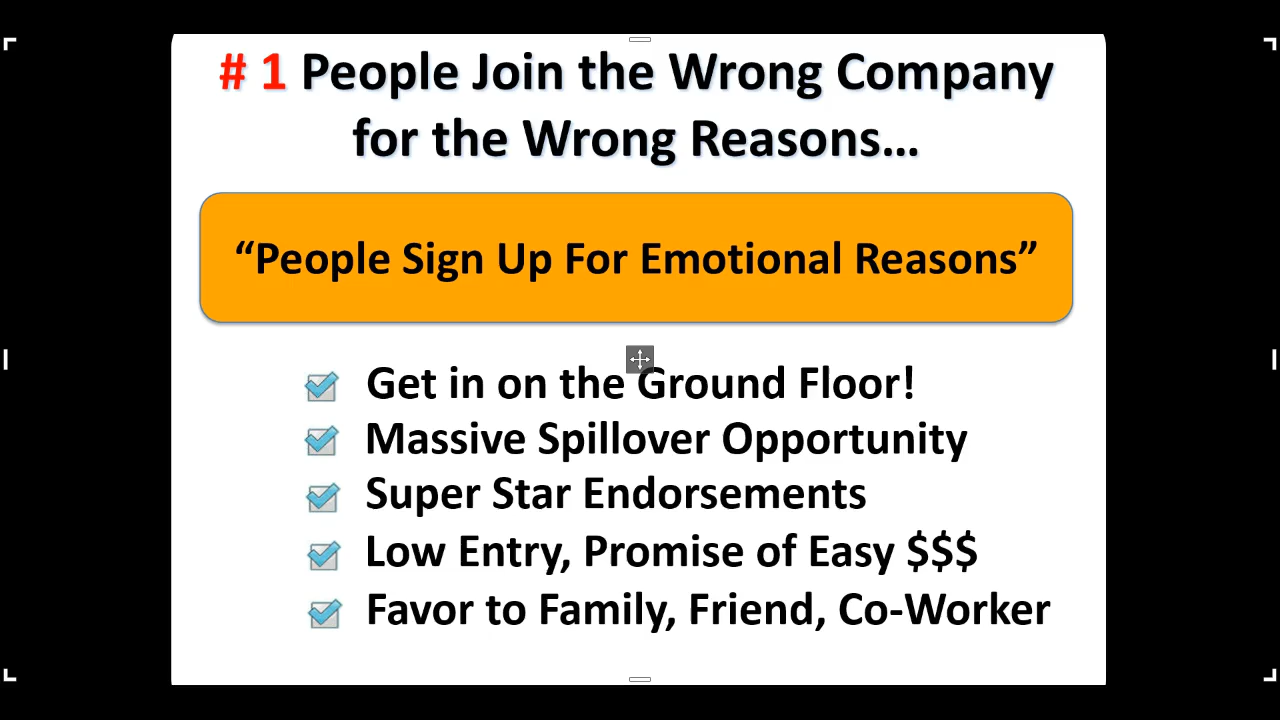 # 1 People Join the Wrong Company
for the Wrong Reasons...
“People Sign Up For Emotional Reasons”
Get in on the Ground Floor!
Massive Spillover Opportunity
Super Star Endorsements
Low Entry, Promise of Easy $$$
Favor to Family, Friend, Co-Worker